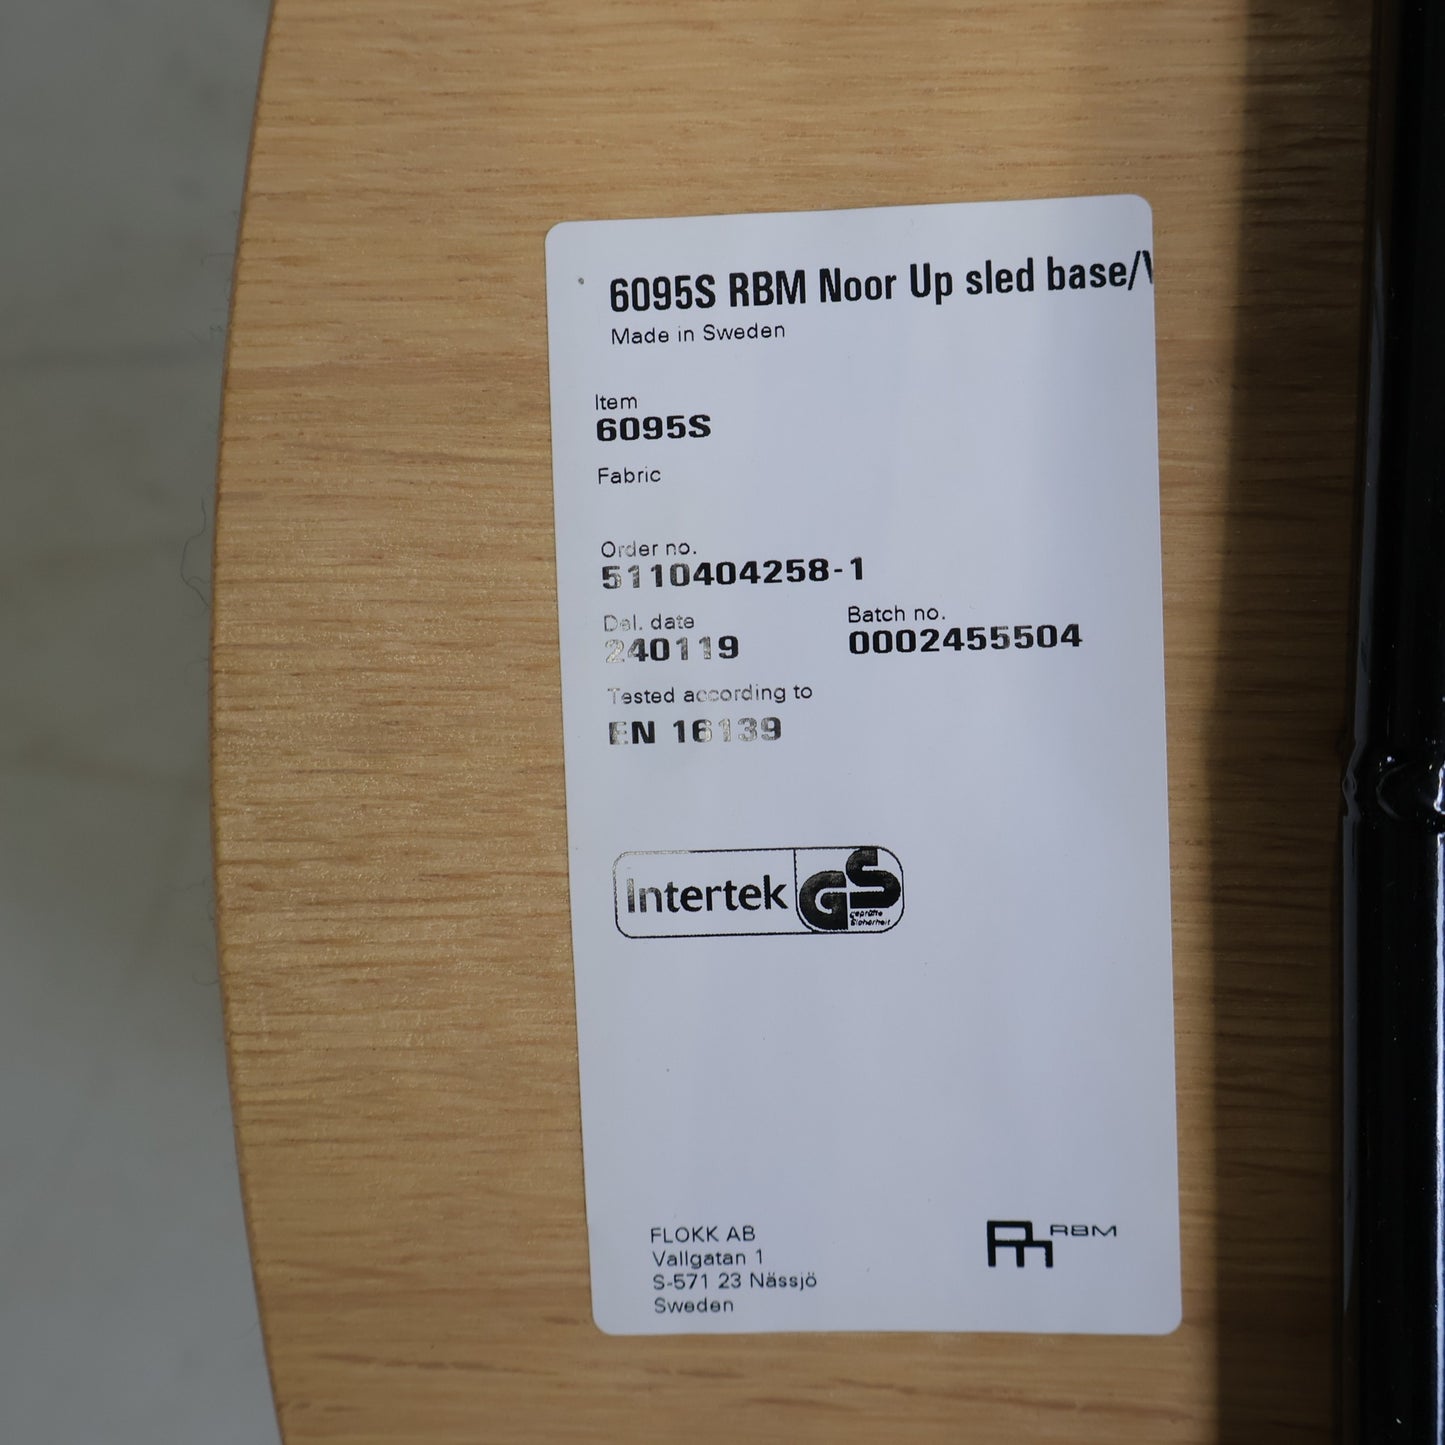 6095S RBM Noor Up sled base/
Made in Sweden
Item
6095S
Fabric
Order no.
5110404258-1
Del. date
240119
Batch no.
0002455504
Tested according to
EN 16139
Intertek GS
geprüfte
Sicherheit
FLOKK AB
Vallgatan 1
S-571 23 Nässjö
Sweden
RBM